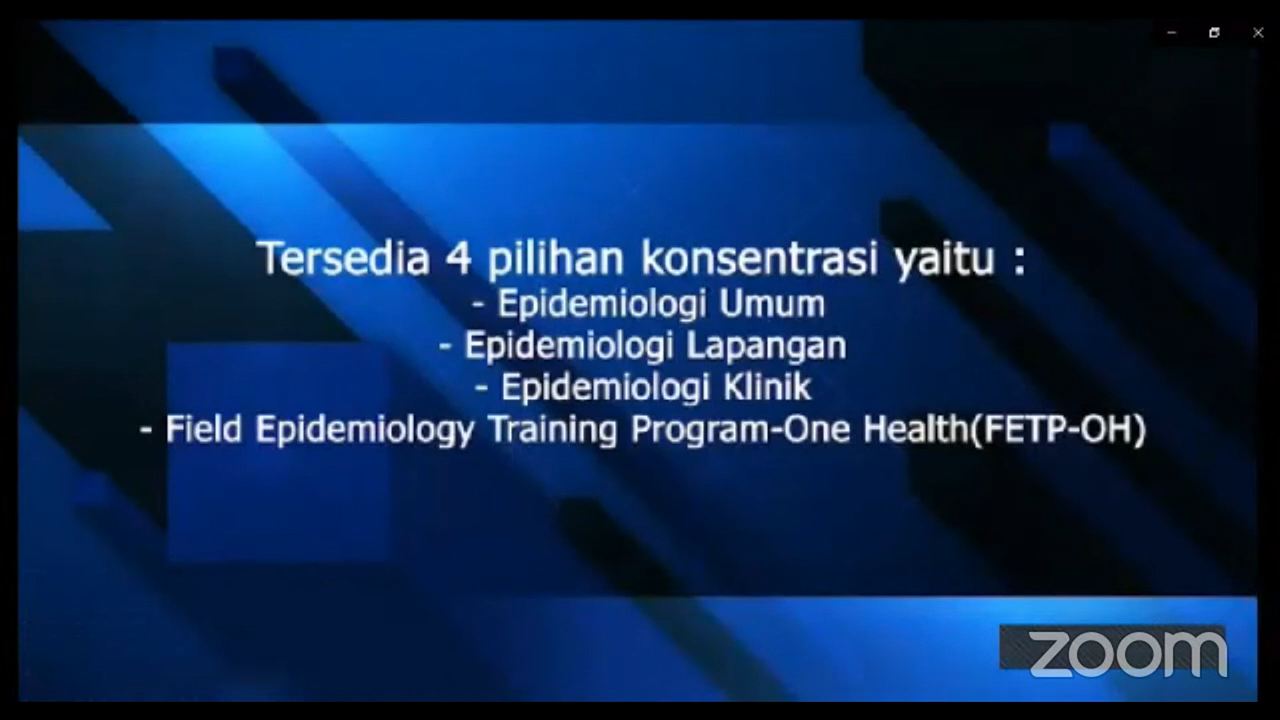 Tersedia 4 pilihan konsentrasi yaitu :
- Epidemiologi Umum
- Epidemiologi Lapangan
- Epidemiologi Klinik
- Field Epidemiology Training Program-One Health(FETP-OH)
zoom